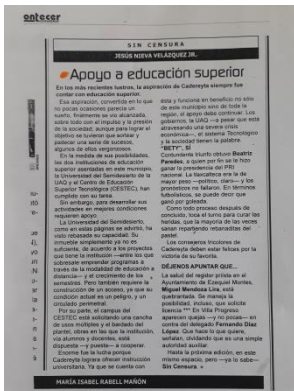 ontecer
SIN CENSURA
JESÚS NIEVA VELÁZQUEZ JR.
Apoyo a educación superior
En los más recientes lustros, la aspiración de Cadereyta siempre fue
contar con educación superior.
Esa aspiración, convertida en lo que
no pocas ocasiones parecía un
sueño, finalmente se vio alcanzada,
sobre todo con el impulso y la presión
de la sociedad; aunque para lograr el
objetivo se tuvieron que sortear y
padecer una serie de sucesos,
algunos de ellos vergonzosos
En la medida de sus posibilidades,
las dos instituciones de educación
superior asentadas en este municipio
la Universidad del Semidesierto de la
UAQ y el Centro de Educación
Superior Tecnológica (CESTEC), han
cumplido con su tarea.
Sin embargo, para desarrollar sus
actividades en mejores condiciones
requieren apoyo.
La Universidad del Semidesierto,
como en estas páginas se advirtió, ha
visto rebasada su capacidad. Su
inmueble simplemente ya no es
suficiente, de acuerdo a los proyectos
que tiene la institución —entre los que
sobresale emprender programas a
través de la modalidad de educación a
distancia— y el crecimiento de los
semestres. Pero también requiere la
construcción de un acceso, ya que su
condición actual es un peligro, y un
circuito perimetral.
Por su parte, el campus del
CESTEC está solicitando una cancha
de usos múltiples y el bardado del
plantel, obras en las que la institución,
vía alumnos y docentes, está
dispuesta —y puesta— a cooperar.
Enorme fue la lucha porque
Cadereyta lograra ofrecer instrucción
universitaria. Ya que se cuenta con
ésta y funciona en beneficio no sólo
de este municipio sino de toda la
región, el apoyo debe continuar. Los
gobiernos, la UAQ —a pesar que está
atravesando una severa crisis
económica—, el sistema Tecnológico
y la sociedad tienen la palabra.
"BETY", SÍ
Contundente triunfo obtuvo Beatriz
Paredes, a quien por fin se le hizo
ganar la presidencia del PRI
nacional. La tlaxcalteca era la de
mayor peso —político, claro— y los
pronósticos no fallaron. En términos
futbolísticos, se puede decir que
ganó por goleada.
Como todo proceso después de
concluido, toca el turno para curar las
heridas, que la mayoría de las veces
sanan repartiendo rebanaditas del
pastel.
Los consejeros tricolores de
Cadereyta deben estar felices por la
victoria de su favorita.
DÉJENOS APUNTAR QUE...
La salud del regidor priista en el
Ayuntamiento de Ezequiel Montes,
Miguel Mendoza Lira, está
quebrantada. Se maneja la
posibilidad, incluso, que solicite
licencia *** En Villa Progreso
aparecen quejas —y no pocas— en
contra del delegado Fernando Díaz
López. Que hace lo que quiere,
señalan, olvidando que es una simple
autoridad auxiliar.
Hasta la próxima edición, en este
mismo espacio, pero —ya lo sabe—
Sin Censura.
MARÍA ISABEL RABELL MAÑÓN